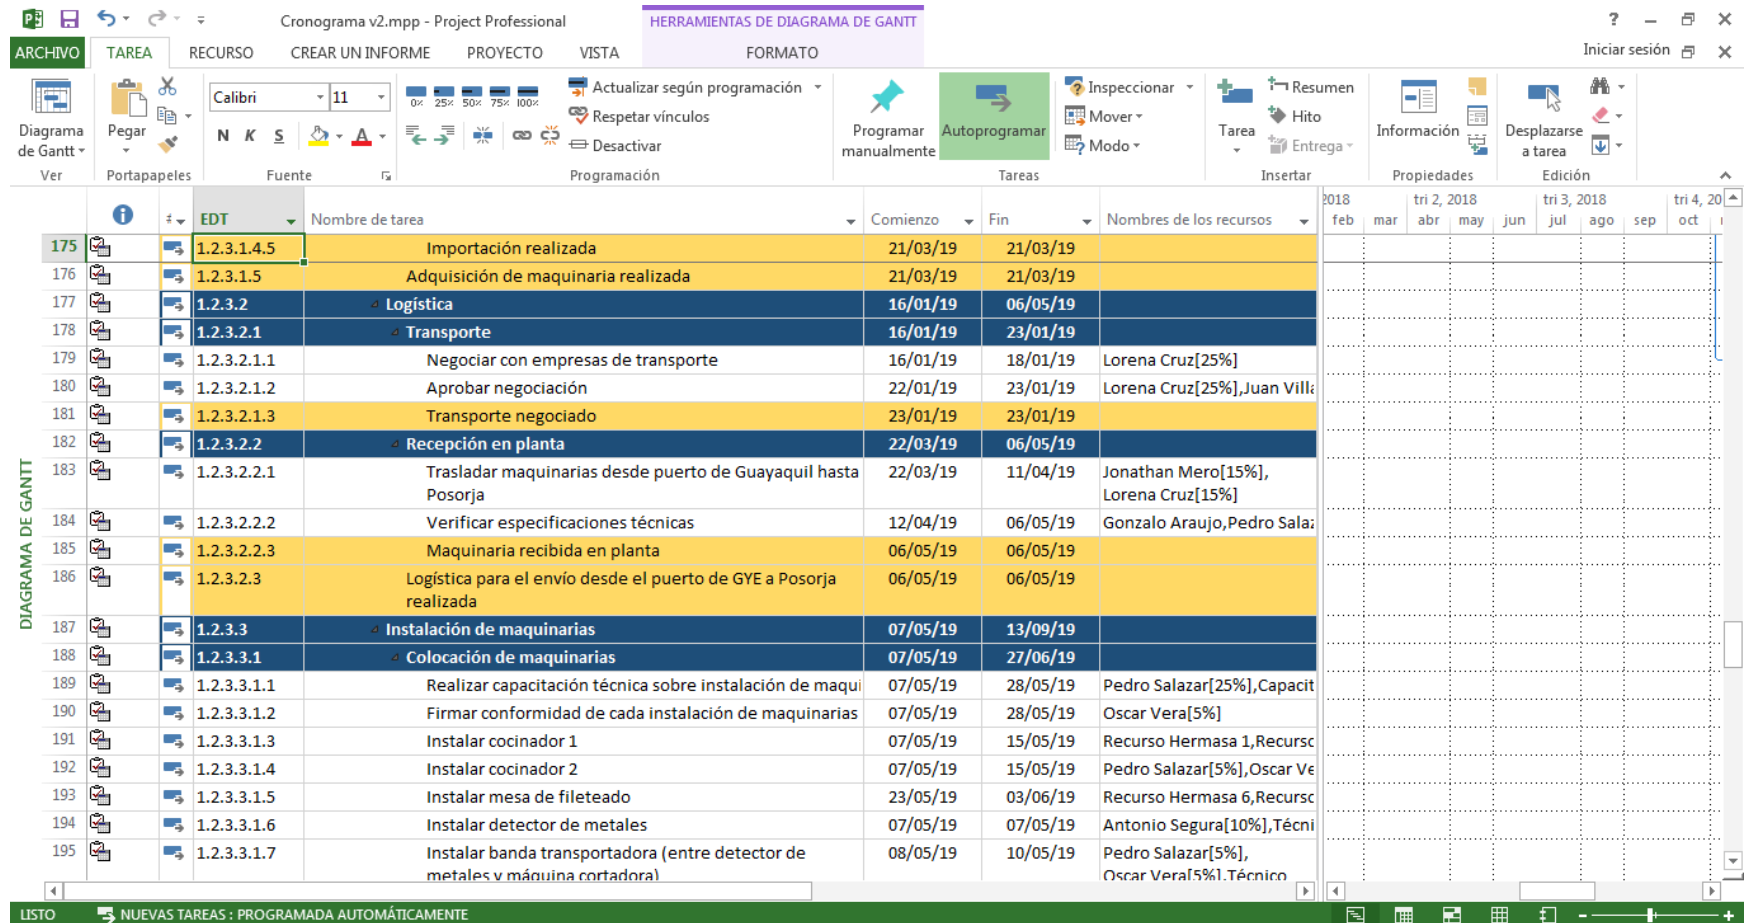 Cronograma v2.mpp - Project Professional
HERRAMIENTAS DE DIAGRAMA DE GANTT
?
ARCHIVO TAREA RECURSO CREAR UN INFORME PROYECTO VISTA FORMATO Iniciar sesión
Diagrama de Gantt
Pegar
Calibri 11
N K S
0% 25% 50% 75% 100%
Actualizar según programación
Respetar vínculos
Desactivar
Programar manualmente
Autoprogramar
Inspeccionar
Mover
Modo
Tarea
Resumen
Hito
Entrega
Información
Desplazarse a tarea
Ver Portapapeles Fuente Programación Tareas Insertar Propiedades Edición
2018 tri 2, 2018 tri 3, 2018 tri 4, 20
EDT Nombre de tarea Comienzo Fin Nombres de los recursos feb mar abr may jun jul ago sep oct
175 1.2.3.1.4.5 Importación realizada 21/03/19 21/03/19
176 1.2.3.1.5 Adquisición de maquinaria realizada 21/03/19 21/03/19
177 1.2.3.2 Logística 16/01/19 06/05/19
178 1.2.3.2.1 Transporte 16/01/19 23/01/19
179 1.2.3.2.1.1 Negociar con empresas de transporte 16/01/19 18/01/19 Lorena Cruz[25%]
180 1.2.3.2.1.2 Aprobar negociación 22/01/19 23/01/19 Lorena Cruz[25%],Juan Villa
181 1.2.3.2.1.3 Transporte negociado 23/01/19 23/01/19
182 1.2.3.2.2 Recepción en planta 22/03/19 06/05/19
183 1.2.3.2.2.1 Trasladar maquinarias desde puerto de Guayaquil hasta 22/03/19 11/04/19 Jonathan Mero[15%],
Posorja Lorena Cruz[15%]
184 1.2.3.2.2.2 Verificar especificaciones técnicas 12/04/19 06/05/19 Gonzalo Araujo,Pedro Salaz
185 1.2.3.2.2.3 Maquinaria recibida en planta 06/05/19 06/05/19
186 1.2.3.2.3 Logística para el envío desde el puerto de GYE a Posorja 06/05/19 06/05/19
realizada
187 1.2.3.3 Instalación de maquinarias 07/05/19 13/09/19
188 1.2.3.3.1 Colocación de maquinarias 07/05/19 27/06/19
189 1.2.3.3.1.1 Realizar capacitación técnica sobre instalación de maqui 07/05/19 28/05/19 Pedro Salazar[25%],Capacit
190 1.2.3.3.1.2 Firmar conformidad de cada instalación de maquinarias 07/05/19 28/05/19 Oscar Vera[5%]
191 1.2.3.3.1.3 Instalar cocinador 1 07/05/19 15/05/19 Recurso Hermasa 1,Recursc
192 1.2.3.3.1.4 Instalar cocinador 2 07/05/19 15/05/19 Pedro Salazar[5%],Oscar Ve
193 1.2.3.3.1.5 Instalar mesa de fileteado 23/05/19 03/06/19 Recurso Hermasa 6,Recursc
194 1.2.3.3.1.6 Instalar detector de metales 07/05/19 07/05/19 Antonio Segura[10%],Técni
195 1.2.3.3.1.7 Instalar banda transportadora (entre detector de 08/05/19 10/05/19 Pedro Salazar[5%],
metales y máquina cortadora) Oscar Vera[5%],Técnico
DIAGRAMA DE GANTT
LISTO NUEVAS TAREAS : PROGRAMADA AUTOMÁTICAMENTE